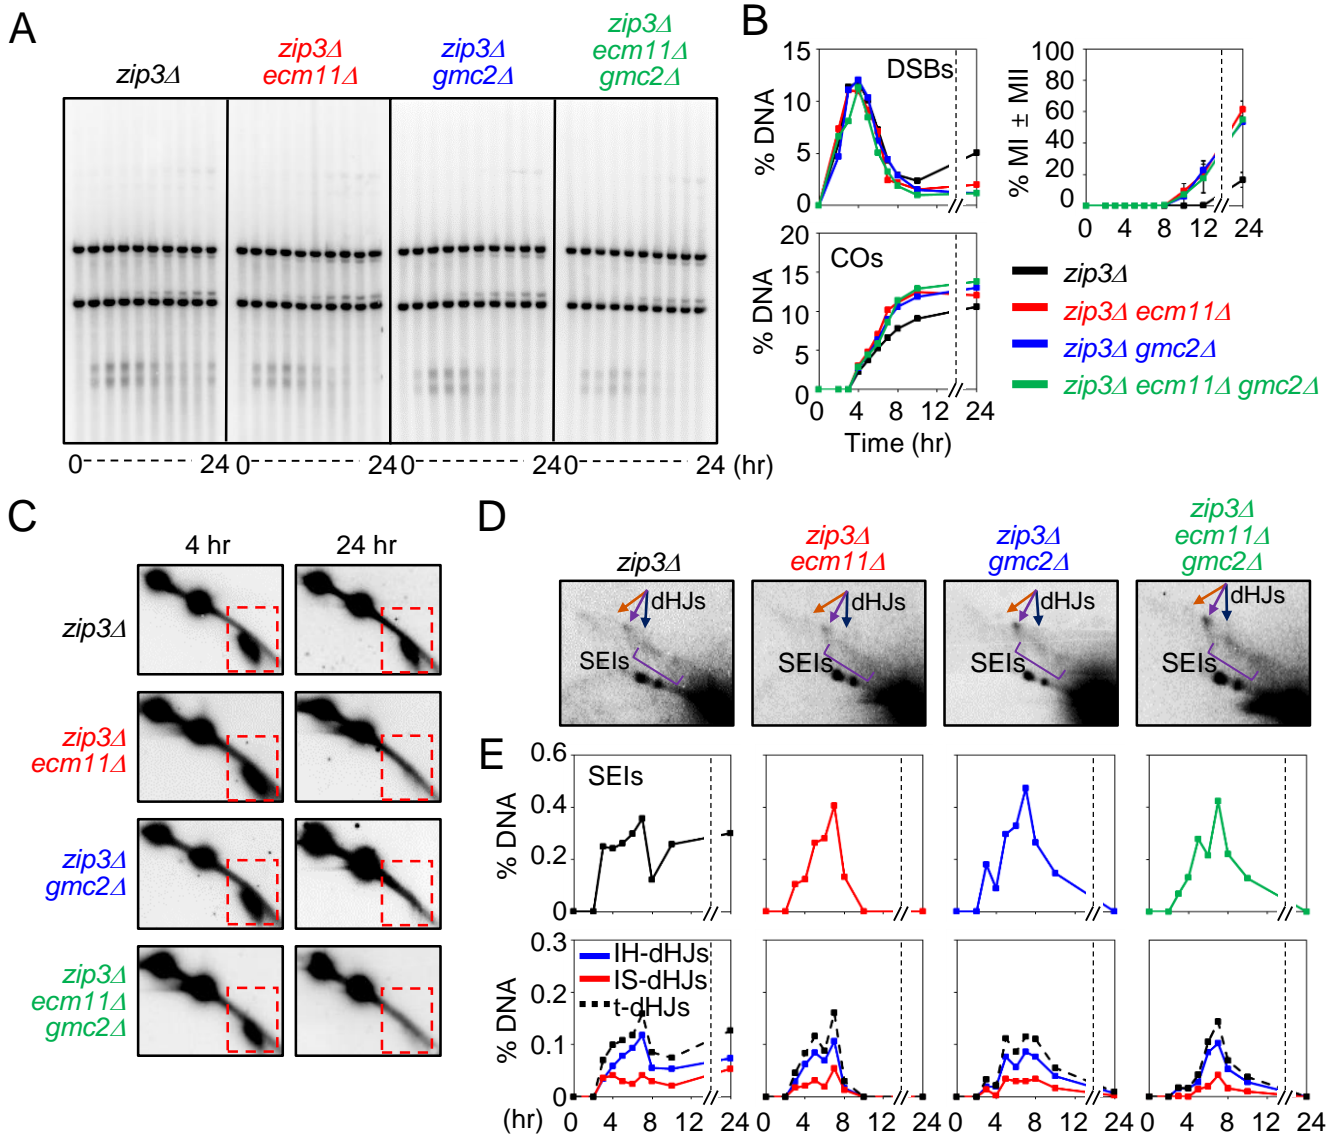 A
zip3Δ
zip3Δ
ecm11Δ
zip3Δ
gmc2Δ
zip3Δ
ecm11Δ
gmc2Δ
0 24 0 24 0 24 0 24 (hr)
B
15
10
5
0
% DNA
DSBs
100
80
60
40
20
0
% MI ± MII
0 4 8 12 24
20
15
10
5
0
% DNA
COs
0 4 8 12 24
Time (hr)
zip3Δ
zip3Δ ecm11Δ
zip3Δ gmc2Δ
zip3Δ ecm11Δ gmc2Δ
C
4 hr 24 hr
zip3Δ
zip3Δ
ecm11Δ
zip3Δ
gmc2Δ
zip3Δ
ecm11Δ
gmc2Δ
D
zip3Δ
zip3Δ
ecm11Δ
zip3Δ
gmc2Δ
zip3Δ
ecm11Δ
gmc2Δ
dHJs
SEIs
dHJs
SEIs
dHJs
SEIs
dHJs
SEIs
E
0.6
0.4
0.2
0
% DNA
SEIs
0.3
0.2
0.1
0
% DNA
IH-dHJs
IS-dHJs
t-dHJs
(hr) 0 4 8 12 24 0 4 8 12 24 0 4 8 12 24 0 4 8 12 24